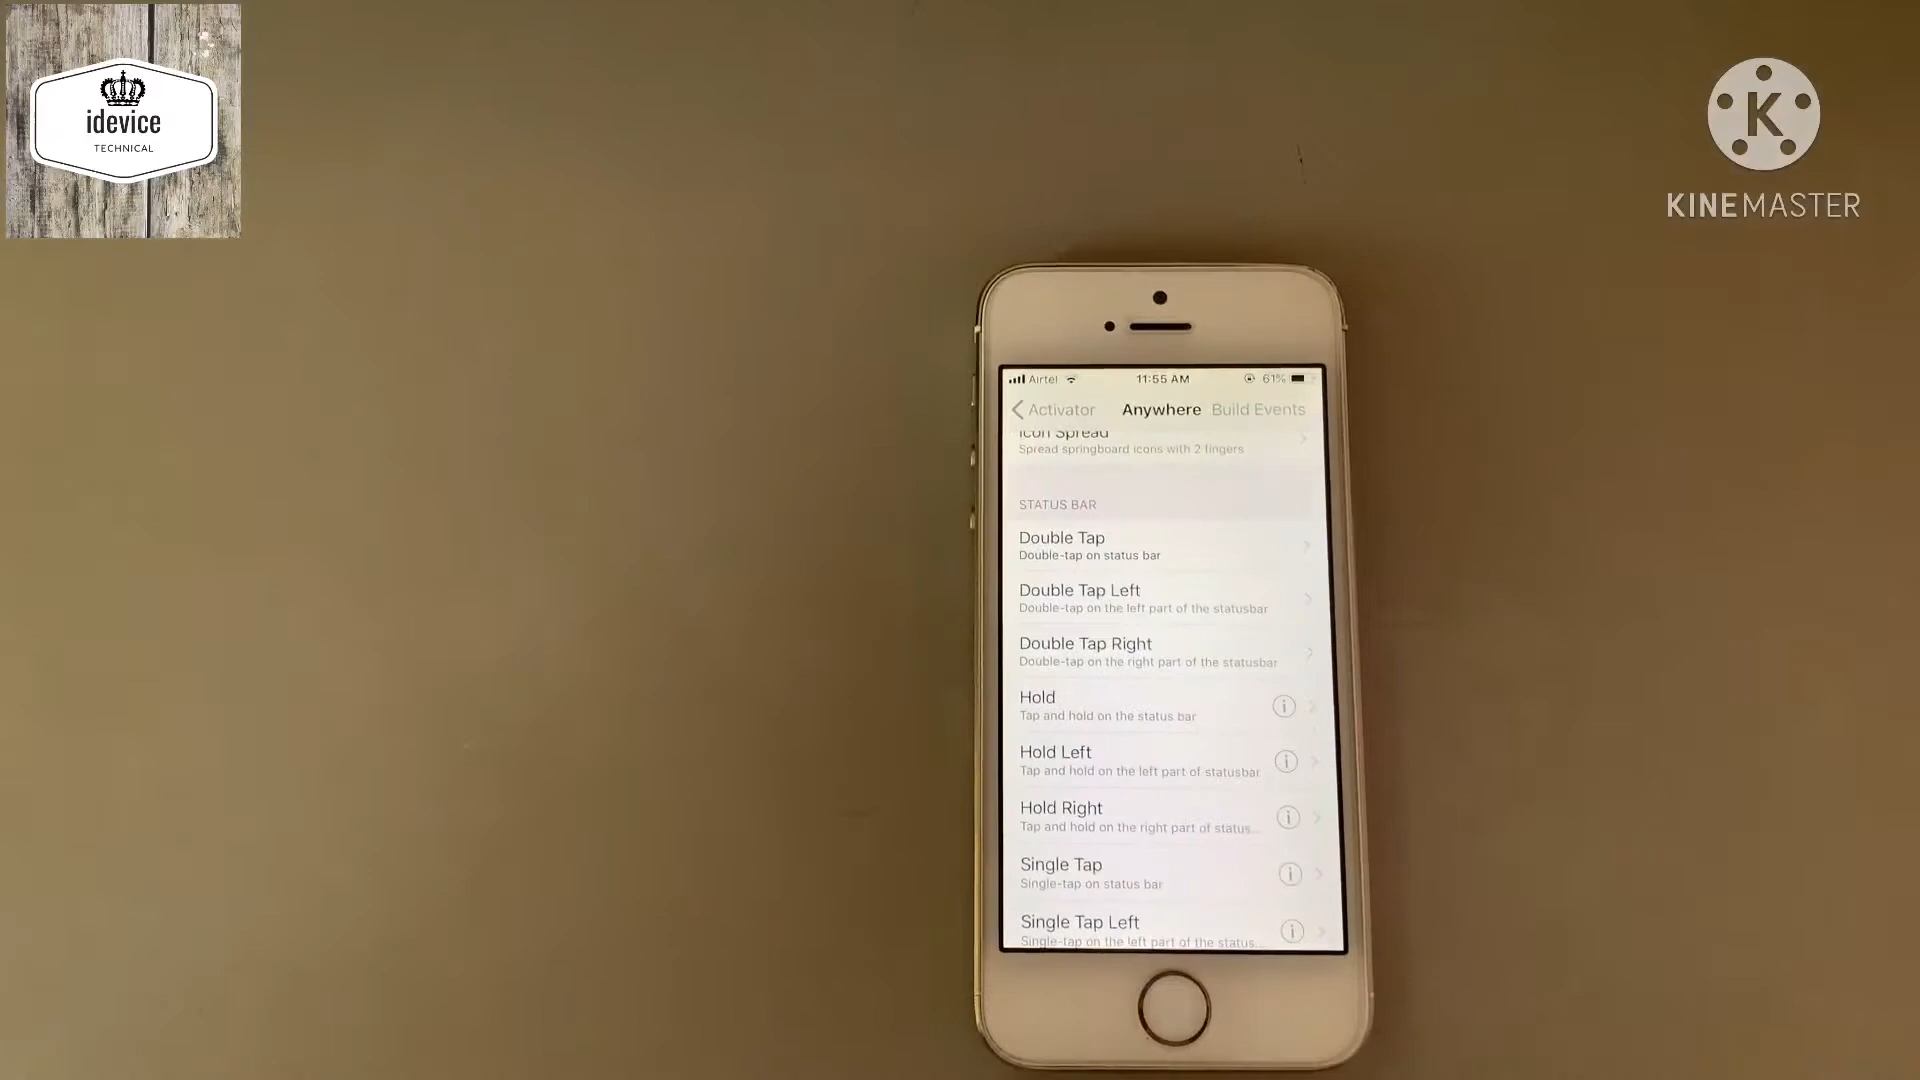 idevice
TECHNICAL
K
KINEMASTER
Airtel
11:55 AM
61%
Activator
Anywhere
Build Events
Icon Spread
Spread springboard icons with 2 fingers
STATUS BAR
Double Tap
Double-tap on status bar
Double Tap Left
Double-tap on the left part of the statusbar
Double Tap Right
Double-tap on the right part of the statusbar
Hold
Tap and hold on the status bar
Hold Left
Tap and hold on the left part of statusbar
Hold Right
Tap and hold on the right part of status...
Single Tap
Single-tap on status bar
Single Tap Left
Single-tap on the left part of the status...